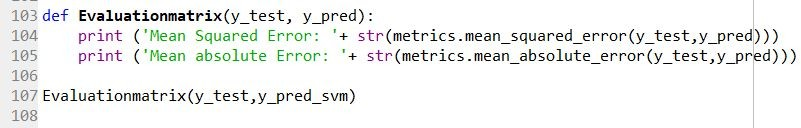 103 def Evaluationmatrix(y_test, y_pred):
104     print ('Mean Squared Error: '+ str(metrics.mean_squared_error(y_test,y_pred)))
105     print ('Mean absolute Error: '+ str(metrics.mean_absolute_error(y_test,y_pred)))
106
107 Evaluationmatrix(y_test,y_pred_svm)
108